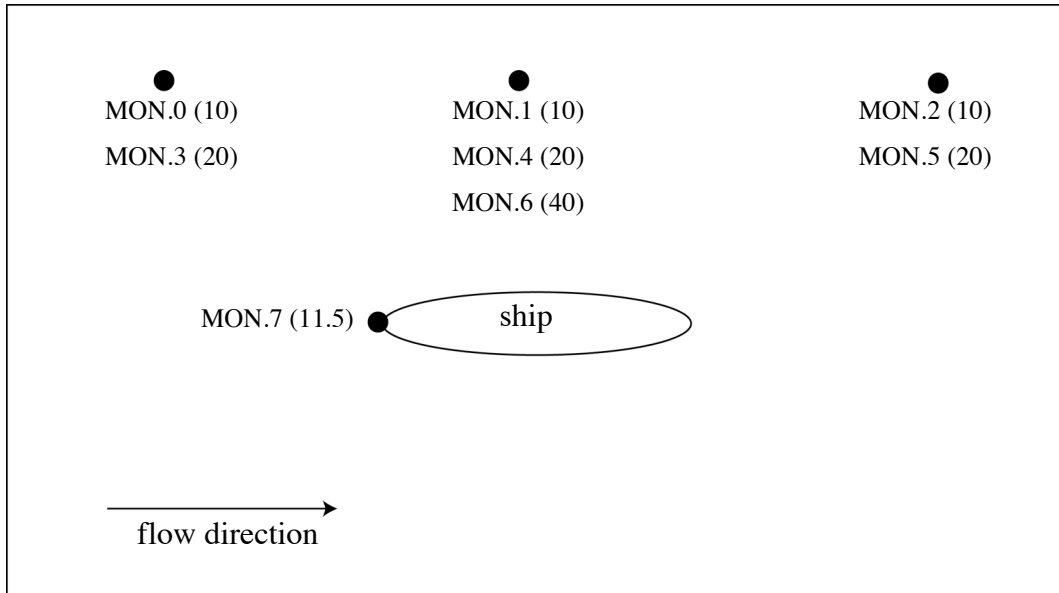 MON.0 (10)
MON.1 (10)
MON.2 (10)
MON.3 (20)
MON.4 (20)
MON.5 (20)
MON.6 (40)
MON.7 (11.5)
ship
flow direction